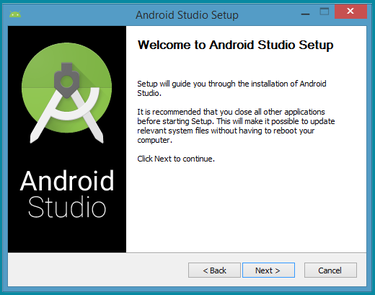 Android Studio Setup
Welcome to Android Studio Setup
Setup will guide you through the installation of Android
Studio.
It is recommended that you close all other applications
before starting Setup. This will make it possible to update
relevant system files without having to reboot your
computer.
Click Next to continue.
Android
Studio
< Back
Next >
Cancel